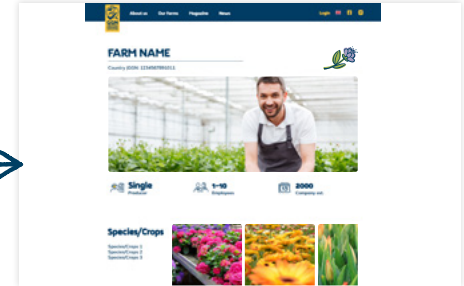 About us Our Farms Magazine News Login
FARM NAME
Country GGN: 1234567891011
Single
Producer
1-10
Employees
2000
Company est.
Species/Crops
Species/Crops 1
Species/Crops 2
Species/Crops 3